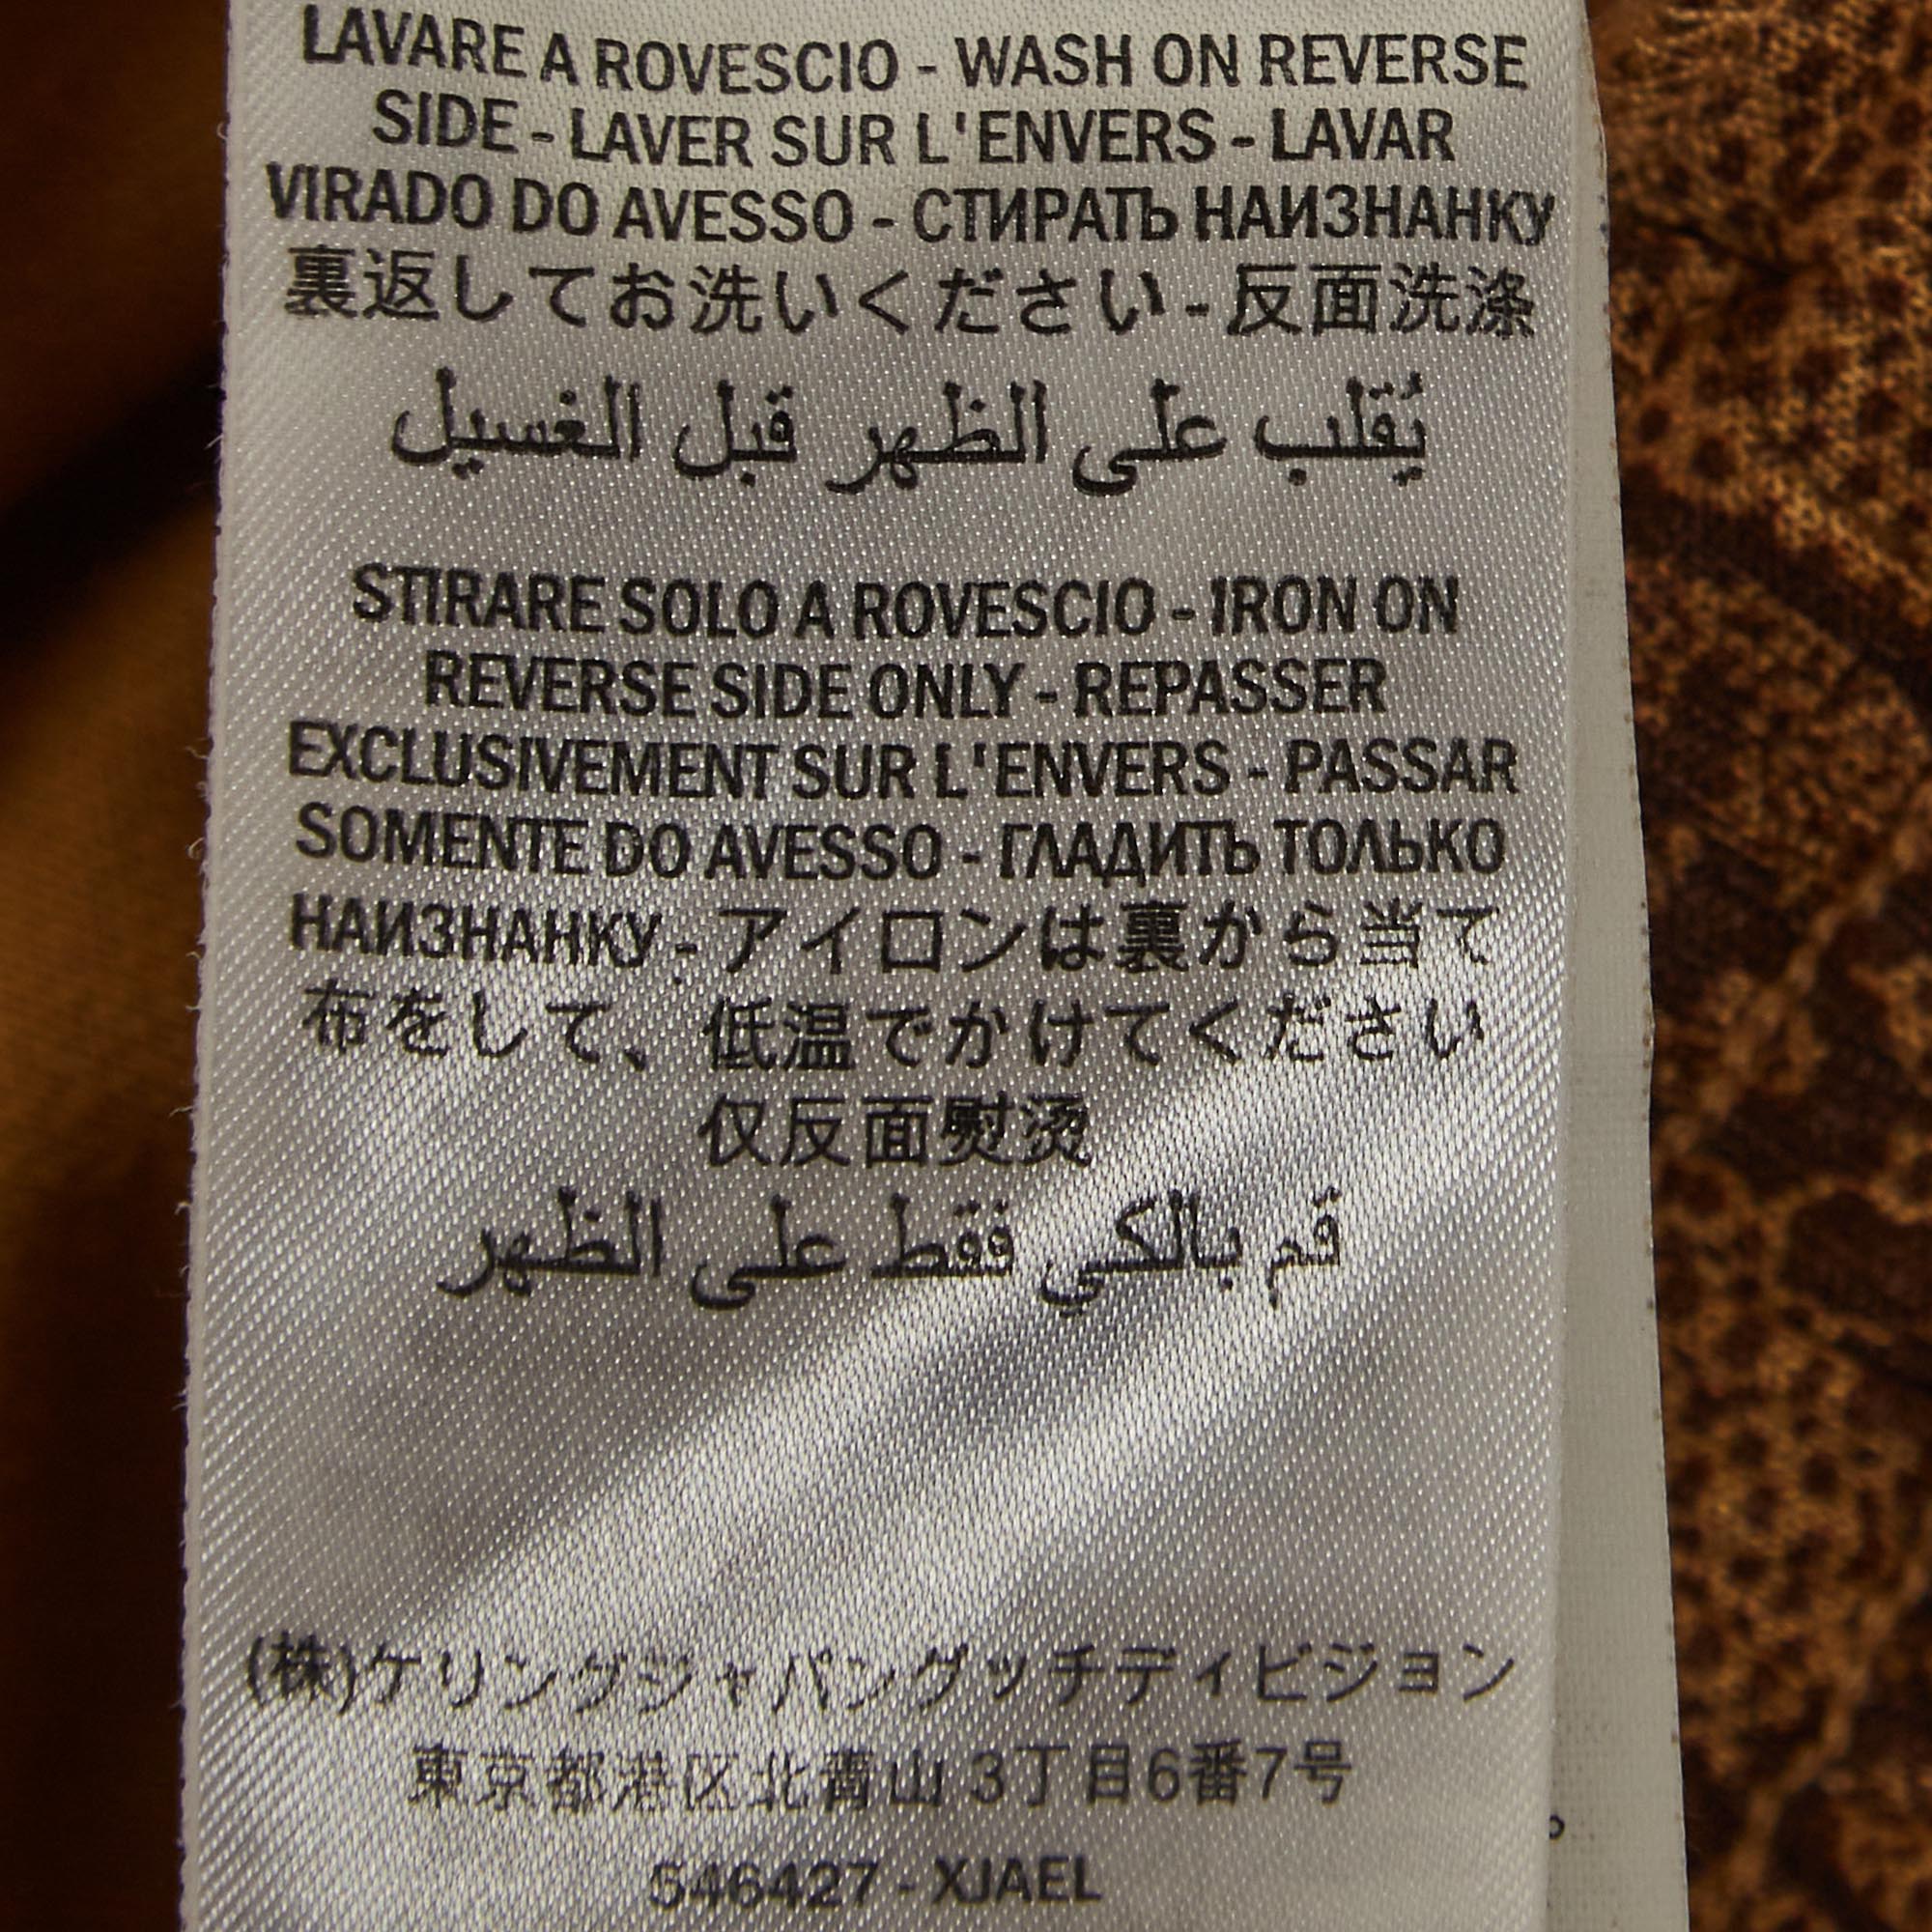 LAVARE A ROVESCIO - WASH ON REVERSE
SIDE - LAVER SUR L'ENVERS - LAVAR
VIRADO DO AVESSO - СТИРАТЬ НАИЗНАНКУ
裏返してお洗いください - 反面洗涤
يُقلب على الظهر قبل الغسيل
STIRARE SOLO A ROVESCIO - IRON ON
REVERSE SIDE ONLY - REPASSER
EXCLUSIVEMENT SUR L'ENVERS - PASSAR
SOMENTE DO AVESSO - ГЛАДИТЬ ТОЛЬКО
НАИЗНАНКУ - アイロンは裏から当て
布をして、低温でかけてください
仅反面熨烫
قم بالكي فقط على الظهر
(株)ケリングジャパングッチディビジョン
東京都港区北青山 3丁目6番7号
546427 - XJAEL